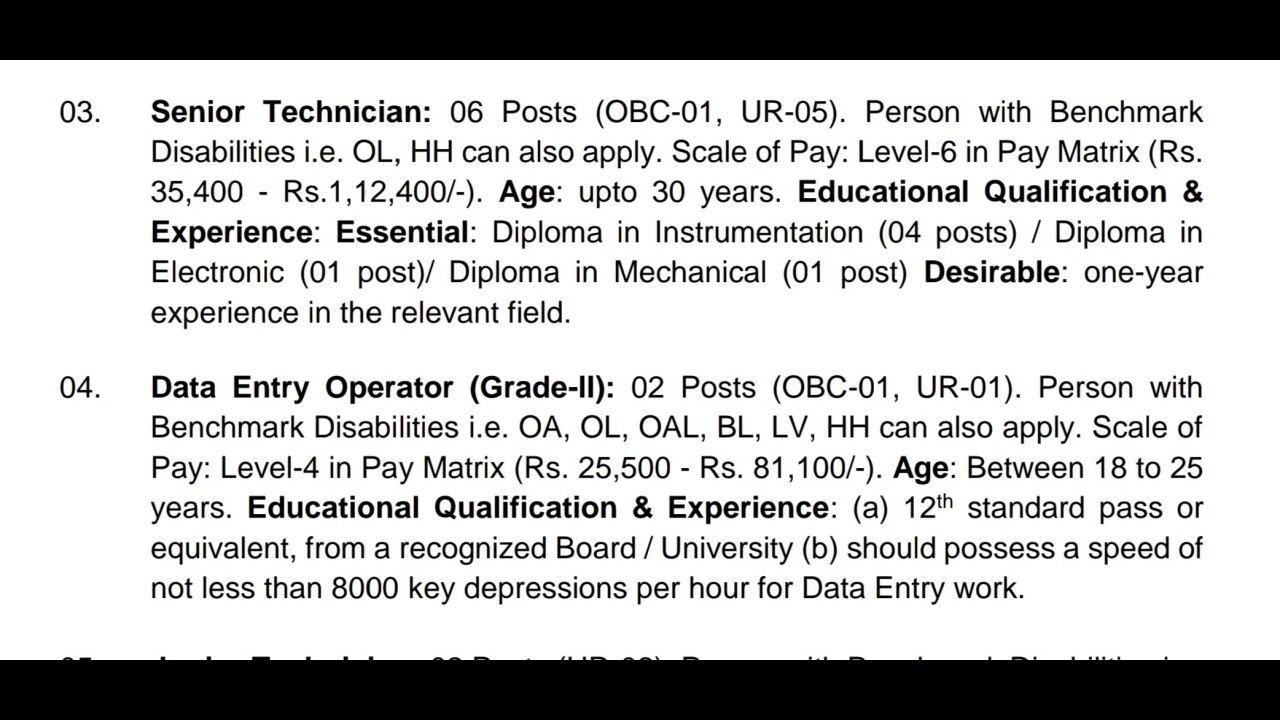 03. Senior Technician: 06 Posts (OBC-01, UR-05). Person with Benchmark
Disabilities i.e. OL, HH can also apply. Scale of Pay: Level-6 in Pay Matrix (Rs.
35,400 - Rs.1,12,400/-). Age: upto 30 years. Educational Qualification &
Experience: Essential: Diploma in Instrumentation (04 posts) / Diploma in
Electronic (01 post)/ Diploma in Mechanical (01 post) Desirable: one-year
experience in the relevant field.
04. Data Entry Operator (Grade-II): 02 Posts (OBC-01, UR-01). Person with
Benchmark Disabilities i.e. OA, OL, OAL, BL, LV, HH can also apply. Scale of
Pay: Level-4 in Pay Matrix (Rs. 25,500 - Rs. 81,100/-). Age: Between 18 to 25
years. Educational Qualification & Experience: (a) 12th standard pass or
equivalent, from a recognized Board / University (b) should possess a speed of
not less than 8000 key depressions per hour for Data Entry work.